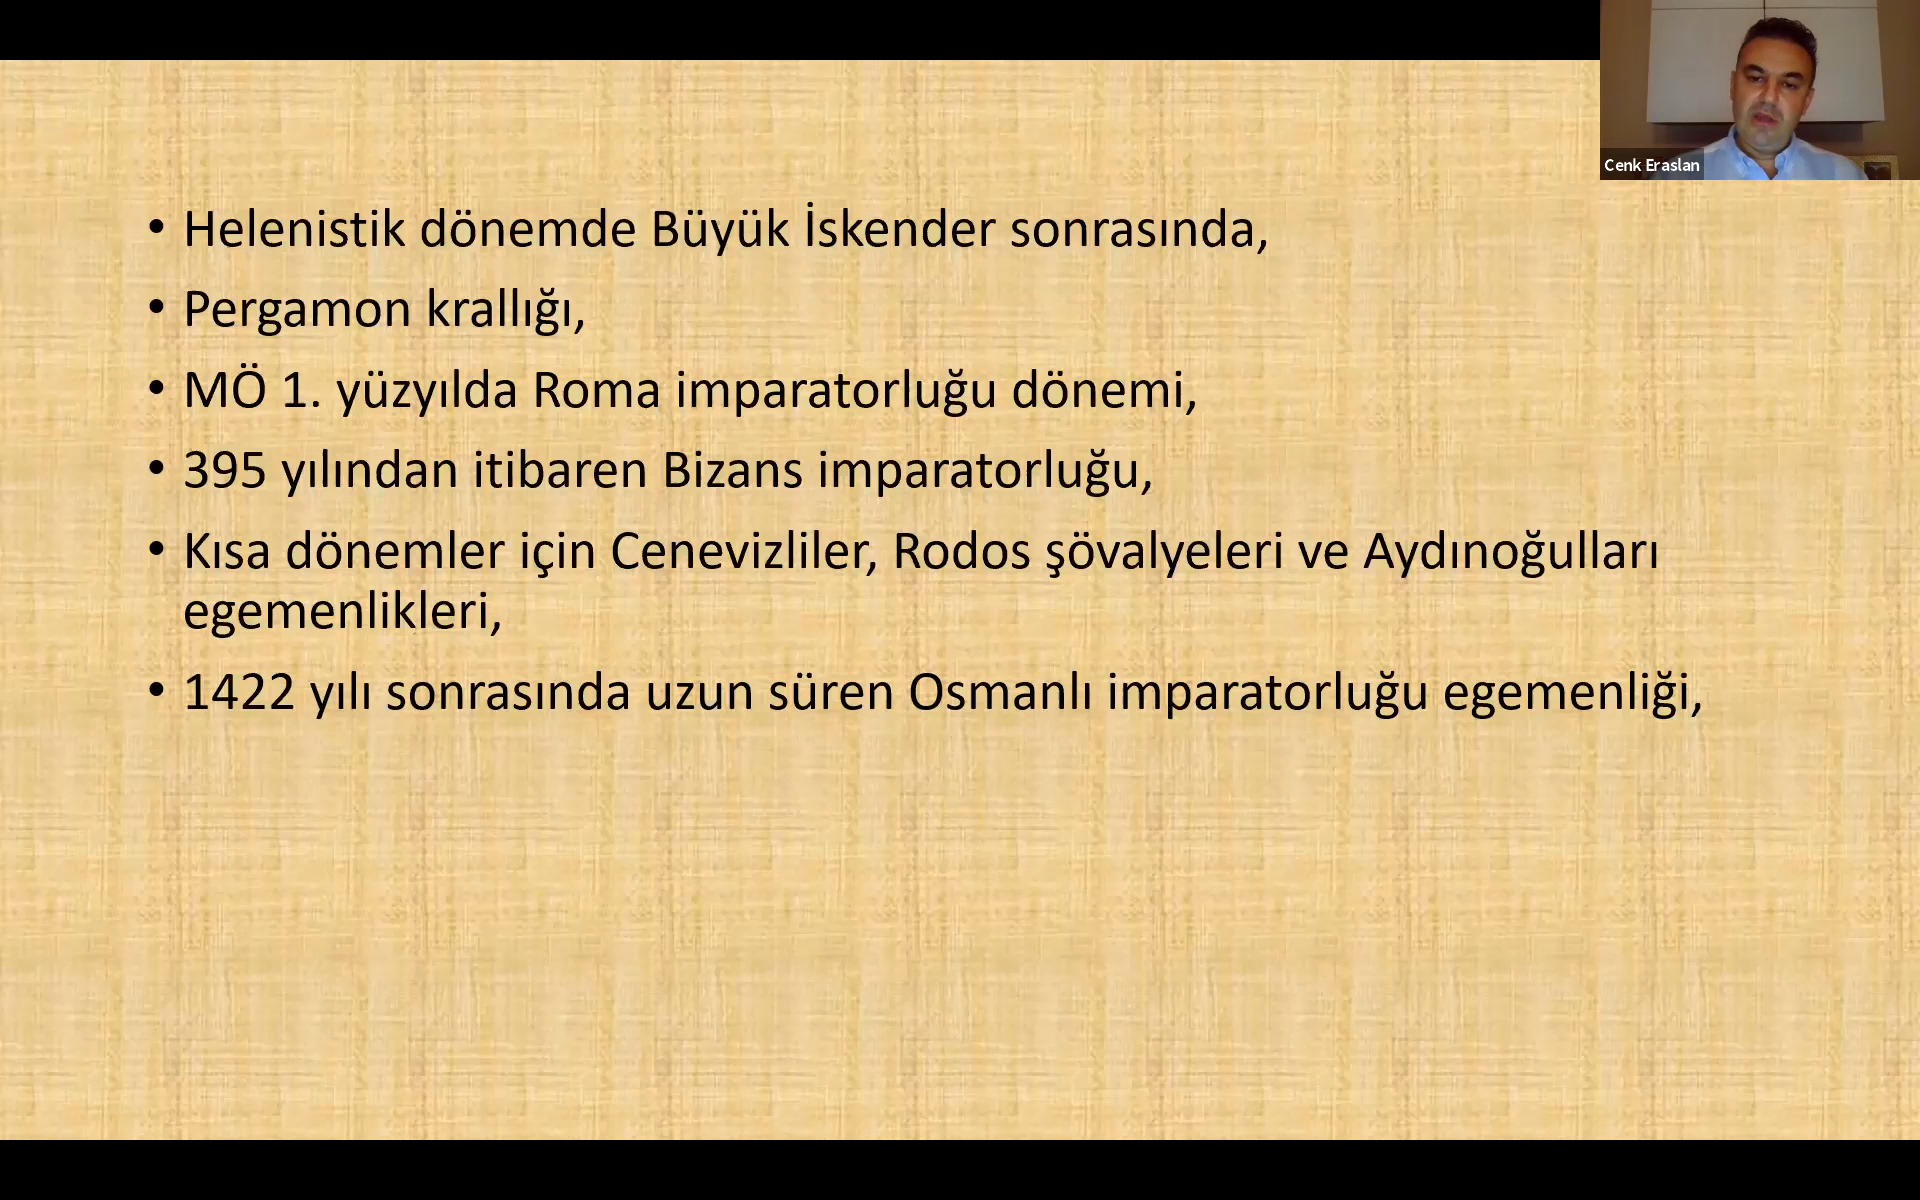 Cenk Eraslan
• Helenistik dönemde Büyük İskender sonrasında,
• Pergamon krallığı,
• MÖ 1. yüzyılda Roma imparatorluğu dönemi,
• 395 yılından itibaren Bizans imparatorluğu,
• Kısa dönemler için Cenevizliler, Rodos şövalyeleri ve Aydınoğulları
egemenlikleri,
• 1422 yılı sonrasında uzun süren Osmanlı imparatorluğu egemenliği,